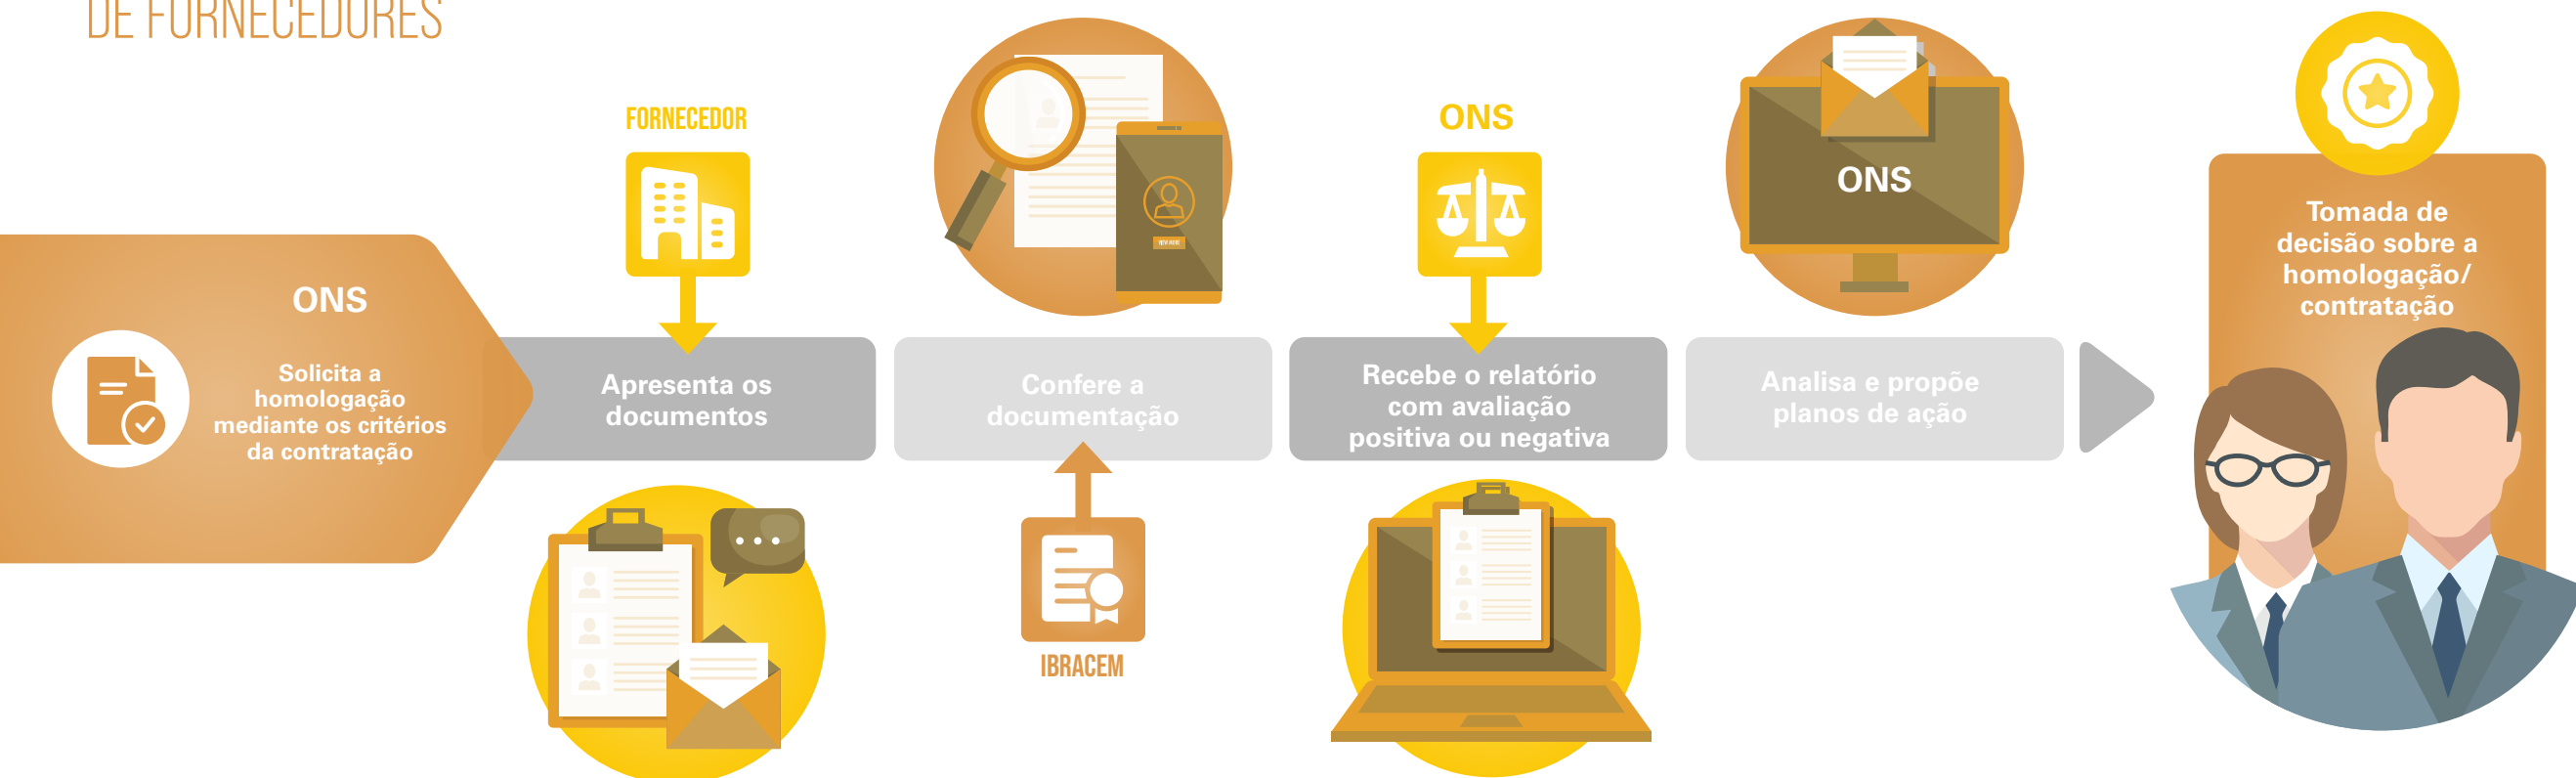 DE FORNECEDORES
ONS
Solicita a
homologação
mediante os critérios
da contratação
FORNECEDOR
Apresenta os
documentos
Confere a
documentação
IBRACEM
ONS
Recebe o relatório
com avaliação
positiva ou negativa
ONS
Analisa e propõe
planos de ação
Tomada de
decisão sobre a
homologação/
contratação